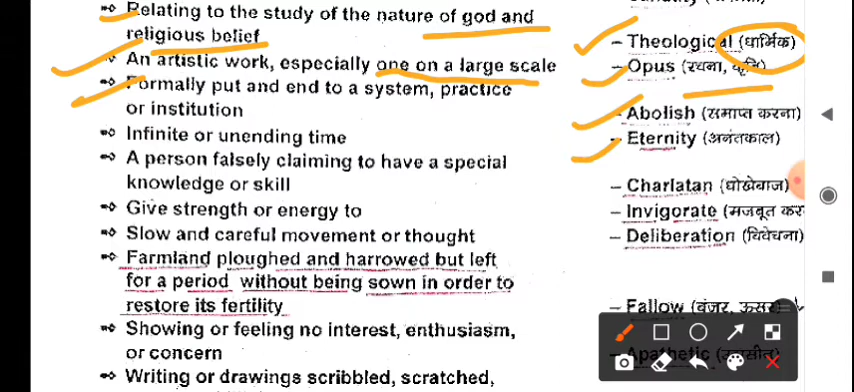 Relating to the study of the nature of god and
religious belief
– Theological (धार्मिक)
An artistic work, especially one on a large scale
– Opus (रचना, कृति)
Formally put and end to a system, practice
or institution
– Abolish (समाप्त करना)
Infinite or unending time
– Eternity (अनंतकाल)
A person falsely claiming to have a special
knowledge or skill
– Charlatan (धोखेबाज
Give strength or energy to
– Invigorate (मजबूत कर
Slow and careful movement or thought
– Deliberation (विवेचना)
Farmland ploughed and harrowed but left
for a period without being sown in order to
restore its fertility
– Fallow (बंजर, ऊसर)
Showing or feeling no interest, enthusiasm,
or concern
– Apathetic
Writing or drawings scribbled, scratched,